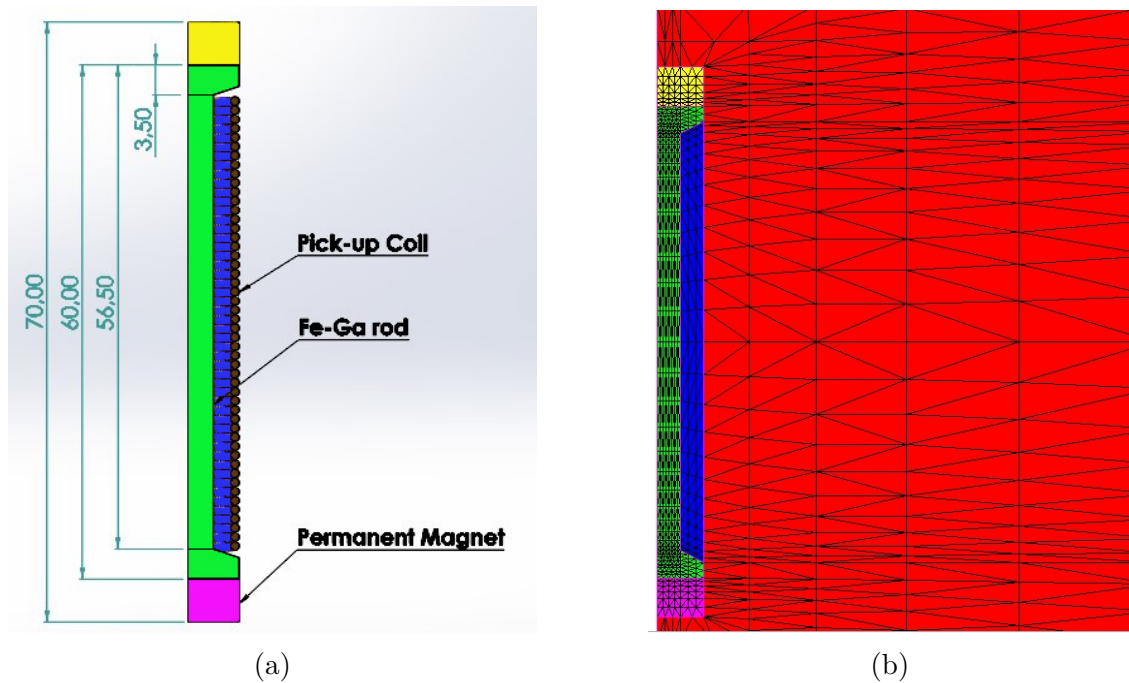 70,00
60,00
56,50
3,50
Pick-up Coil
Fe-Ga rod
Permanent Magnet
(a)
(b)